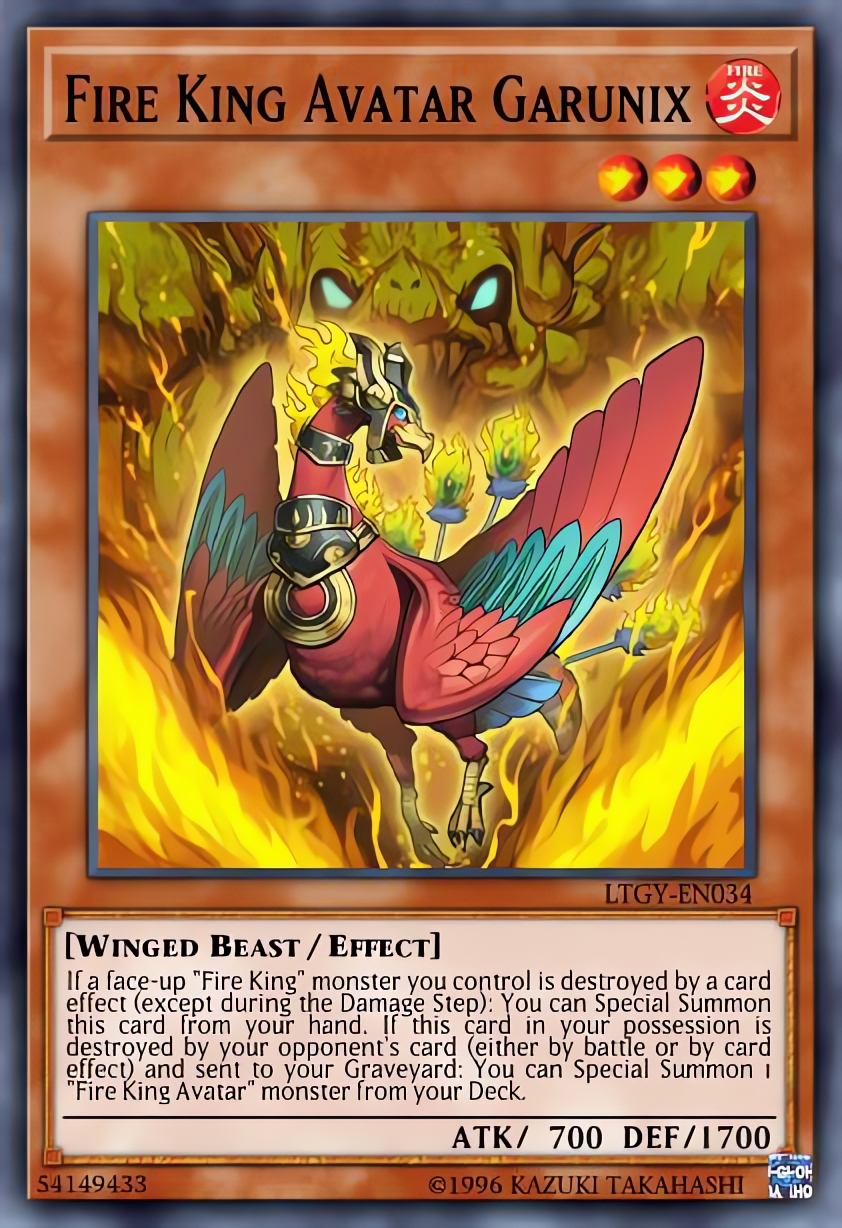 Fire King Avatar Garunix
FIRE
炎
LTGY-EN034
[Winged Beast / Effect]
If a face-up "Fire King" monster you control is destroyed by a card
effect (except during the Damage Step): You can Special Summon
this card from your hand. If this card in your possession is
destroyed by your opponent's card (either by battle or by card
effect) and sent to your Graveyard: You can Special Summon 1
"Fire King Avatar" monster from your Deck.
ATK/ 700 DEF/1700
54149433
©1996 KAZUKI TAKAHASHI